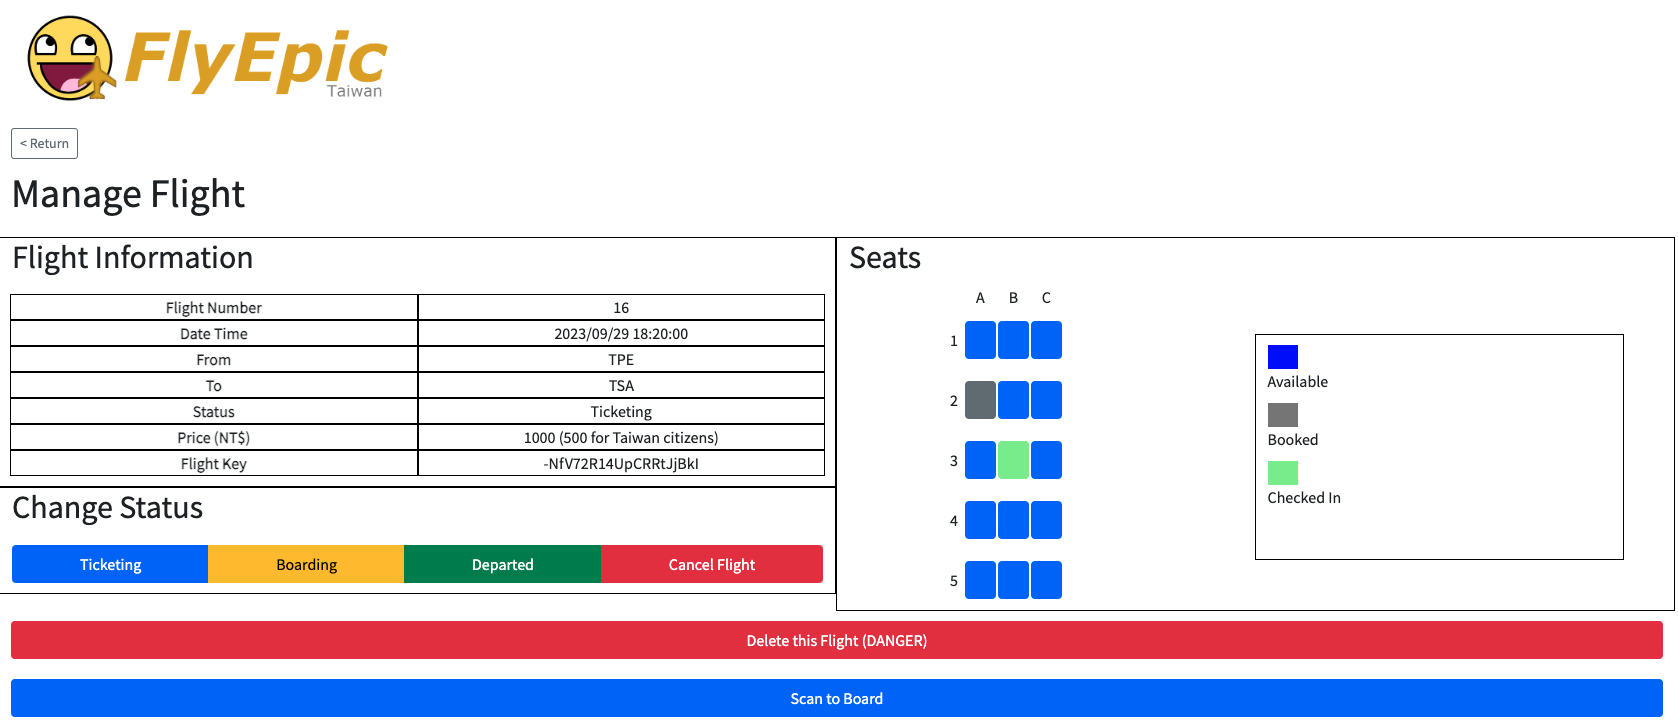 FlyEpic
Taiwan
< Return
Manage Flight
Flight Information
Flight Number 16
Date Time 2023/09/29 18:20:00
From TPE
To TSA
Status Ticketing
Price (NT$) 1000 (500 for Taiwan citizens)
Flight Key -NfV72R14UpCRRtJjBkI
Change Status
Ticketing Boarding Departed Cancel Flight
Seats
A B C
1
2
3
4
5
Available
Booked
Checked In
Delete this Flight (DANGER)
Scan to Board